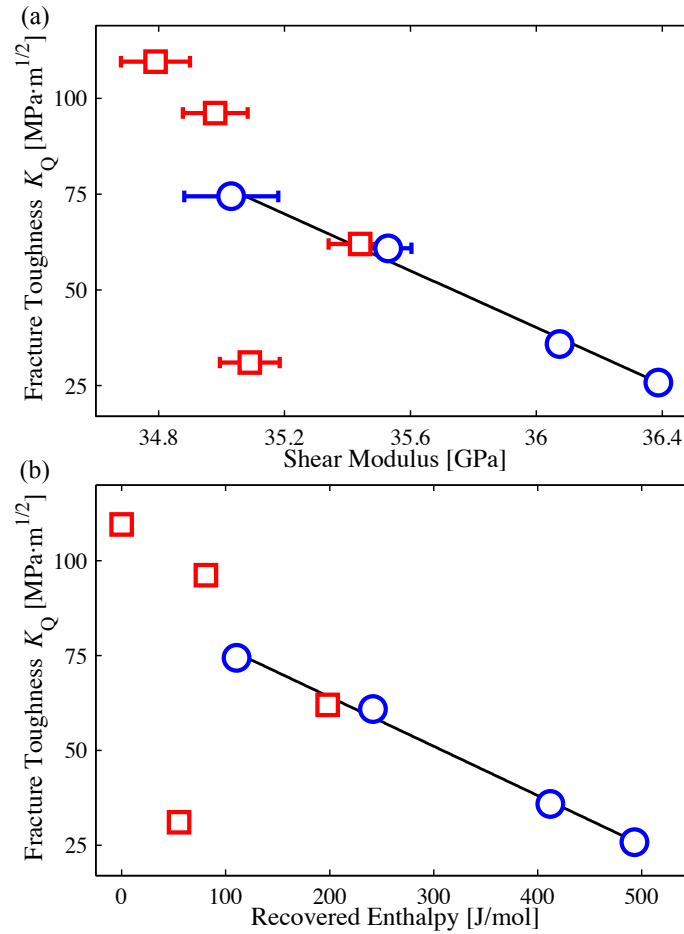 (a)
Fracture Toughness K_Q [MPa·m^{1/2}]
100
75
50
25
34.8 35.2 35.6 36 36.4
Shear Modulus [GPa]
(b)
Fracture Toughness K_Q [MPa·m^{1/2}]
100
75
50
25
0 100 200 300 400 500
Recovered Enthalpy [J/mol]